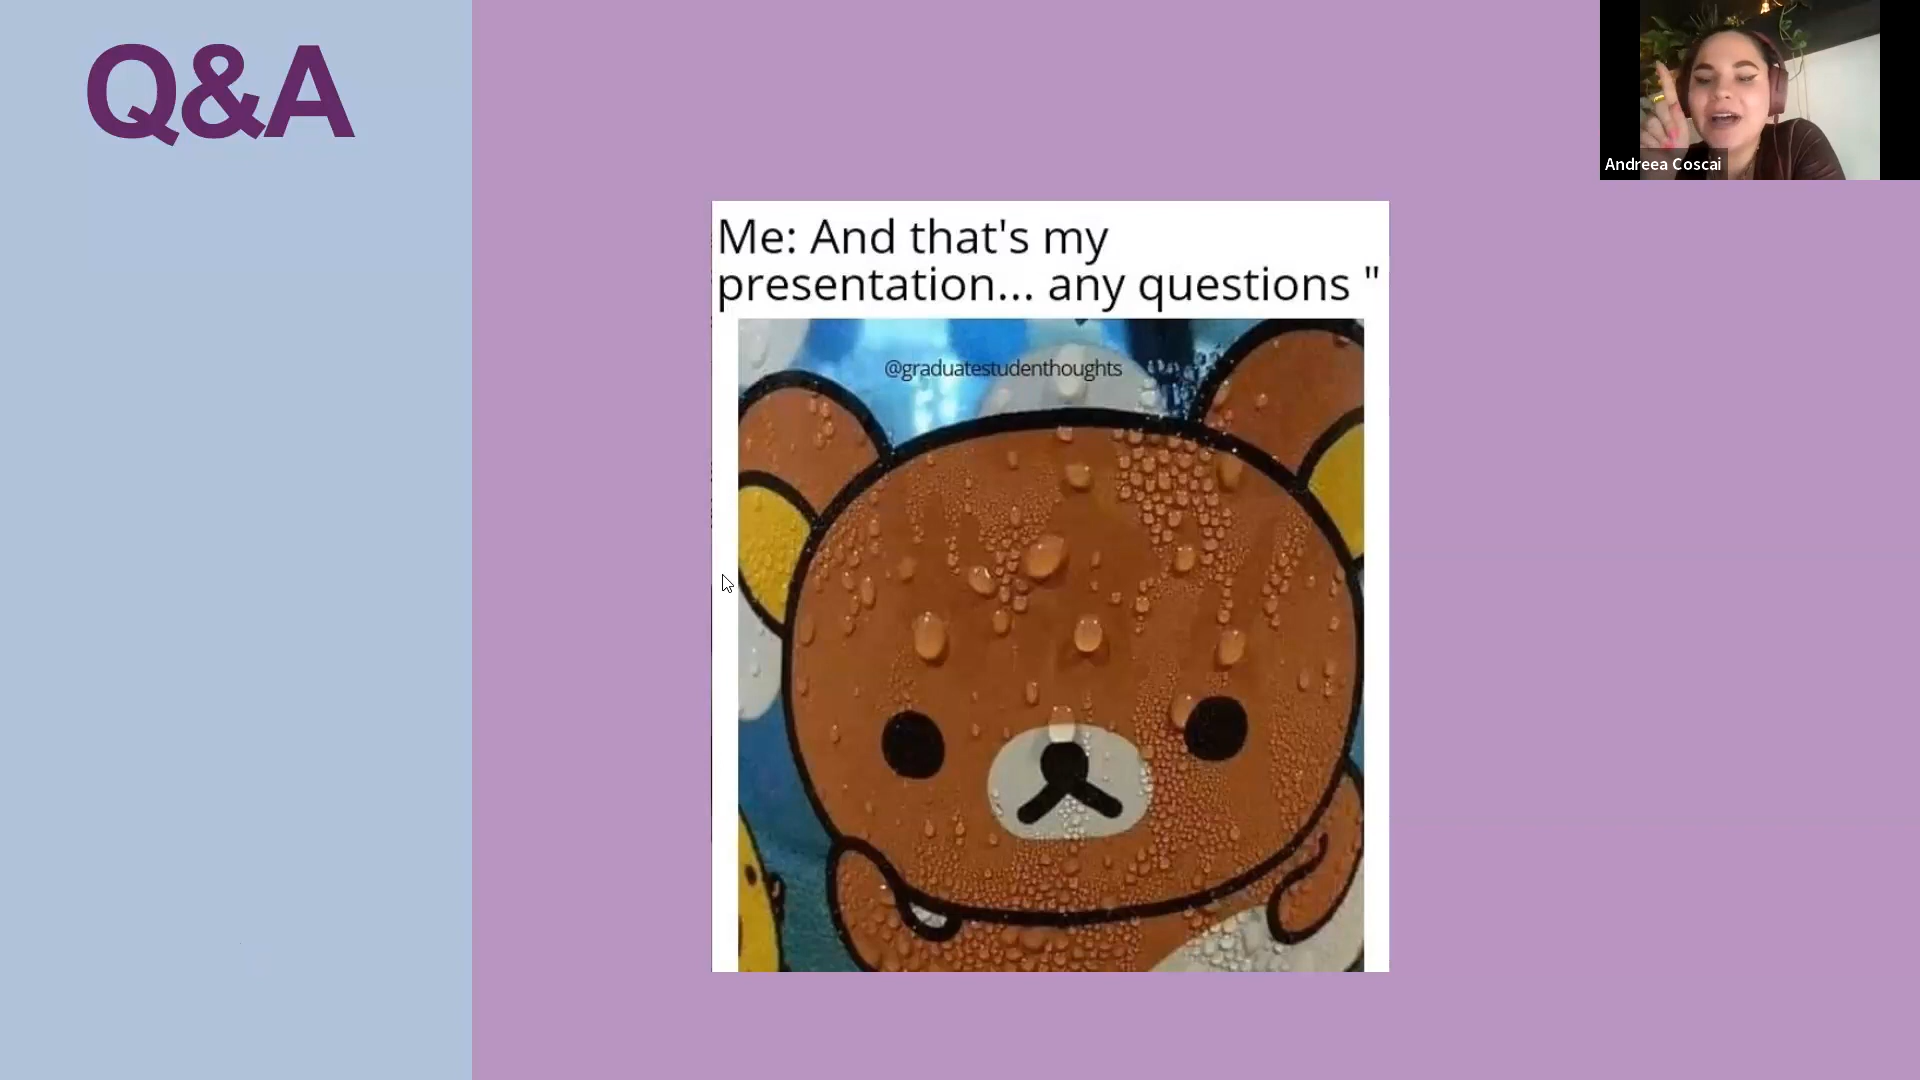 Q&A
Andreea Coscai
Me: And that's my
presentation... any questions "
@graduatestudenthoughts